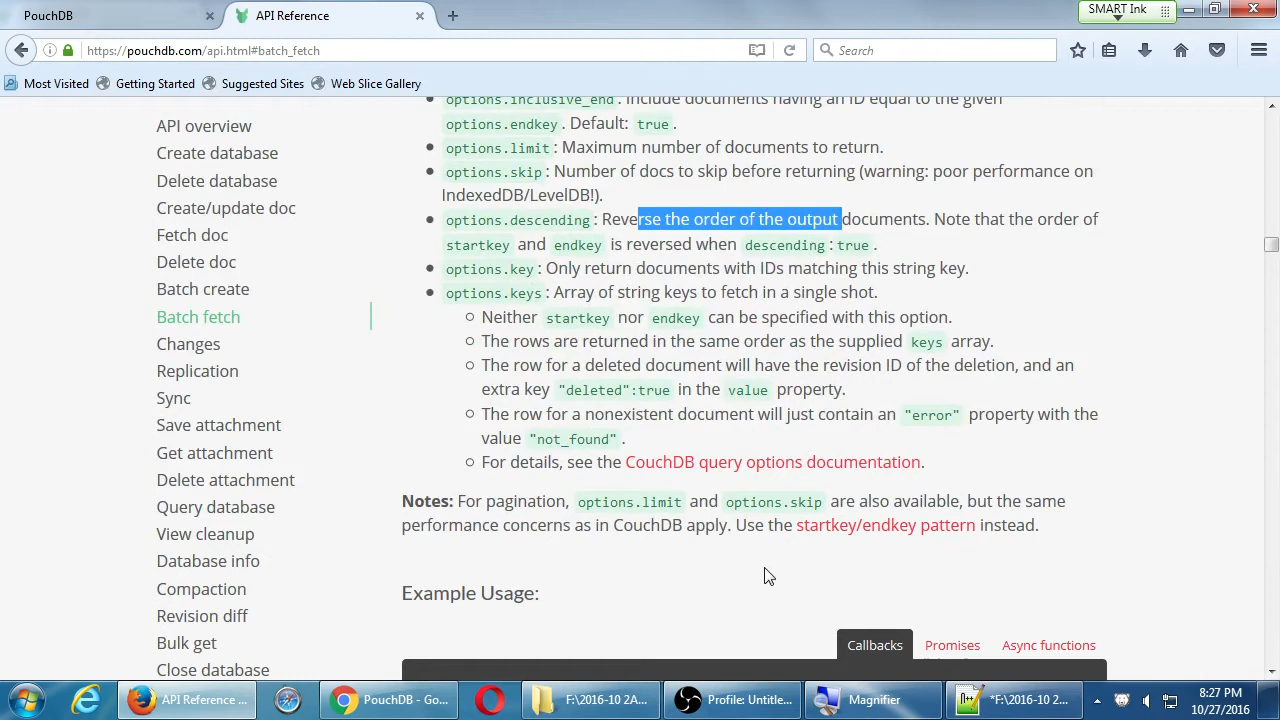 PouchDB
API Reference
SMART Ink
https://pouchdb.com/api.html#batch_fetch
Search
Most Visited
Getting Started
Suggested Sites
Web Slice Gallery
API overview
Create database
Delete database
Create/update doc
Fetch doc
Delete doc
Batch create
Batch fetch
Changes
Replication
Sync
Save attachment
Get attachment
Delete attachment
Query database
View cleanup
Database info
Compaction
Revision diff
Bulk get
Close database
options.inclusive_end: Include documents having an ID equal to the given
options.endkey. Default: true.
options.limit: Maximum number of documents to return.
options.skip: Number of docs to skip before returning (warning: poor performance on
IndexedDB/LevelDB!).
options.descending: Reverse the order of the output documents. Note that the order of
startkey and endkey is reversed when descending:true.
options.key: Only return documents with IDs matching this string key.
options.keys: Array of string keys to fetch in a single shot.
Neither startkey nor endkey can be specified with this option.
The rows are returned in the same order as the supplied keys array.
The row for a deleted document will have the revision ID of the deletion, and an
extra key "deleted":true in the value property.
The row for a nonexistent document will just contain an "error" property with the
value "not_found".
For details, see the CouchDB query options documentation.
Notes: For pagination, options.limit and options.skip are also available, but the same
performance concerns as in CouchDB apply. Use the startkey/endkey pattern instead.
Example Usage:
Callbacks
Promises
Async functions
API Reference ...
PouchDB - Go...
F:\2016-10 2A...
Profile: Untitle...
Magnifier
*F:\2016-10 2...
8:27 PM
10/27/2016